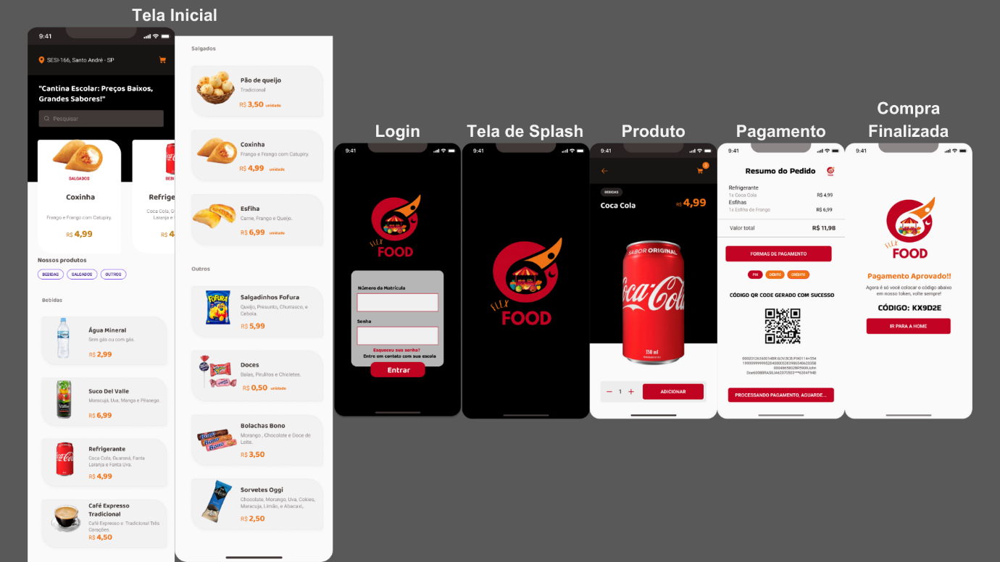 Tela Inicial
9:41
SESI-166, Santo André - SP
"Cantina Escolar: Preços Baixos,
Grandes Sabores!"
Pesquisar
SALGADOS
Coxinha
Frango e Frango com Catupiry.
R$ 4,99
BEBI
Refrige
Coca Cola, G
Laranja e
R$ 4
Nossos produtos
BEBIDAS
SALGADOS
OUTROS
Bebidas
Água Mineral
Sem gás ou com gás.
R$ 2,99
Suco Del Valle
Maracujá, Uva, Manga e Pêssego.
R$ 6,99
Refrigerante
Coca Cola, Guaraná, Fanta
Laranja e Fanta Uva.
R$ 4,99
Café Expresso
Tradicional
Café Expresso e Tradicional Três
Corações.
R$ 4,50
Salgados
Pão de queijo
Tradicional
R$ 3,50 unidade
Coxinha
Frango e Frango com Catupiry.
R$ 4,99 unidade
Esfiha
Carne, Frango e Queijo.
R$ 6,99 unidade
Outros
FOFURA
Salgadinhos Fofura
Queijo, Presunto, Churrasco, e
Cebola.
R$ 5,99
Doces
Balas, Pirulitos e Chicletes.
R$ 0,50 unidade
Bono
Bono
Bono
Bolachas Bono
Morango , Chocolate e Doce de
Leite.
R$ 3,50
Sorvetes Oggi
Chocolate, Morango, Uva, Cokies,
Maracuja, Limão, e Abacaxi,
R$ 2,50
Login
9:41
FLEX
FOOD
Número da Matrícula
Senha
Esqueceu sua senha?
Entre em contato com sua escola
Entrar
Tela de Splash
9:41
FLEX
FOOD
Produto
9:41
3
BEBIDAS
Coca Cola
R$ 4,99
SABOR ORIGINAL
Coca-Cola
350 ml
1
ADICIONAR
Pagamento
9:41
Resumo do Pedido
FOOD
Refrigerante
1x Coca Cola
R$ 4,99
Esfihas
1x Esfiha de Frango
R$ 6,99
Valor total
R$ 11,98
FORMAS DE PAGAMENTO
PIX
DEBITO
CREDITO
CÓDIGO QR CODE GERADO COM SUCESSO
PROCESSANDO PAGAMENTO, AGUARDE...
Compra
Finalizada
9:41
FLEX
FOOD
Pagamento Aprovado!!
Agora é só você colocar o código abaixo
em nosso token, volte sempre!
CÓDIGO: KX9D2E
IR PARA A HOME